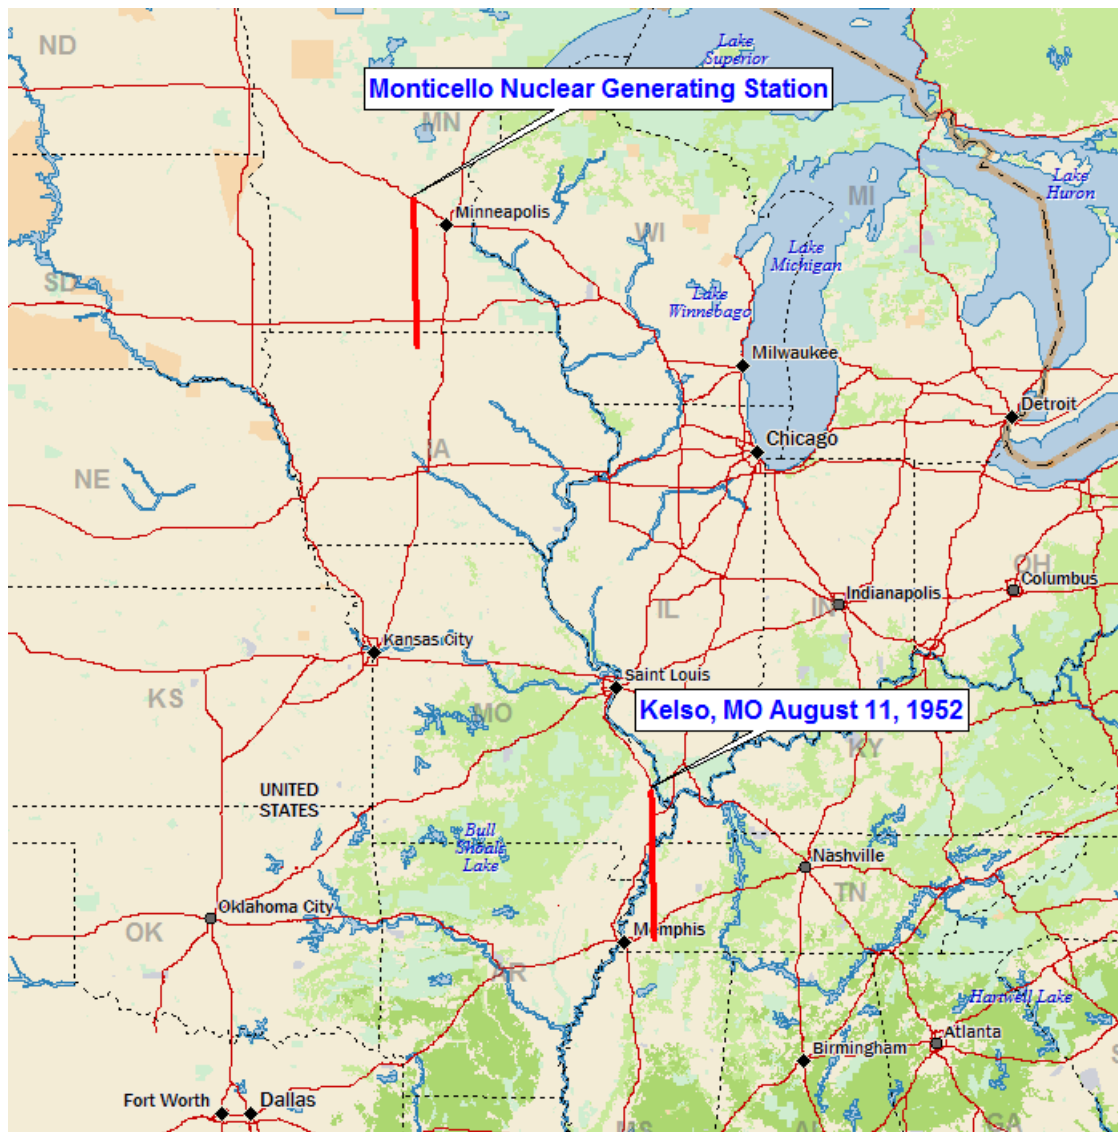 ND
Lake
Superior
Monticello Nuclear Generating Station
MN
Lake
Huron
MI
Minneapolis
WI
Lake
Michigan
SD
Lake
Winnebago
Milwaukee
Detroit
Chicago
IA
NE
OH
Columbus
Indianapolis
IN
IL
Kansas City
Saint Louis
KS
MO
Kelso, MO August 11, 1952
KY
UNITED
STATES
Bull
Shoals
Lake
Nashville
TN
Oklahoma City
OK
Memphis
AR
Hartwell Lake
Atlanta
Birmingham
Fort Worth
Dallas
MS
AL
GA